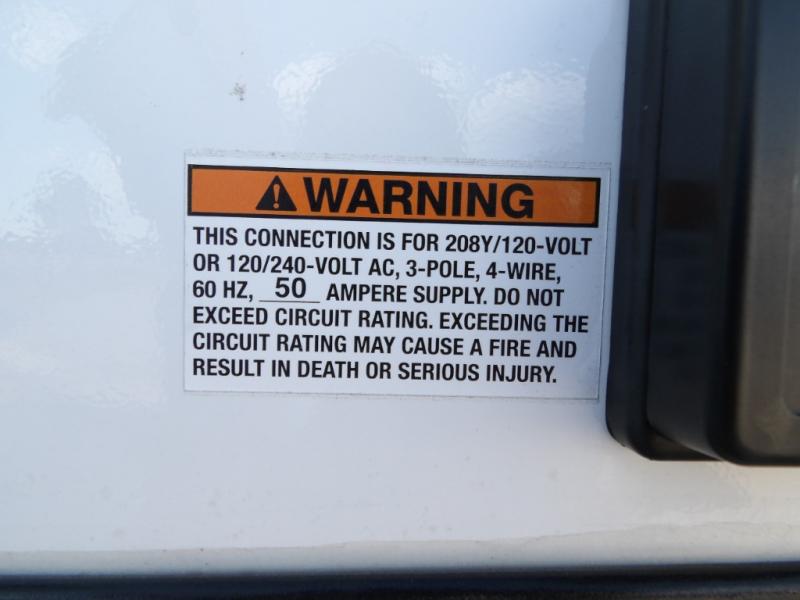 WARNING
THIS CONNECTION IS FOR 208Y/120-VOLT
OR 120/240-VOLT AC, 3-POLE, 4-WIRE,
60 HZ, 50 AMPERE SUPPLY. DO NOT
EXCEED CIRCUIT RATING. EXCEEDING THE
CIRCUIT RATING MAY CAUSE A FIRE AND
RESULT IN DEATH OR SERIOUS INJURY.